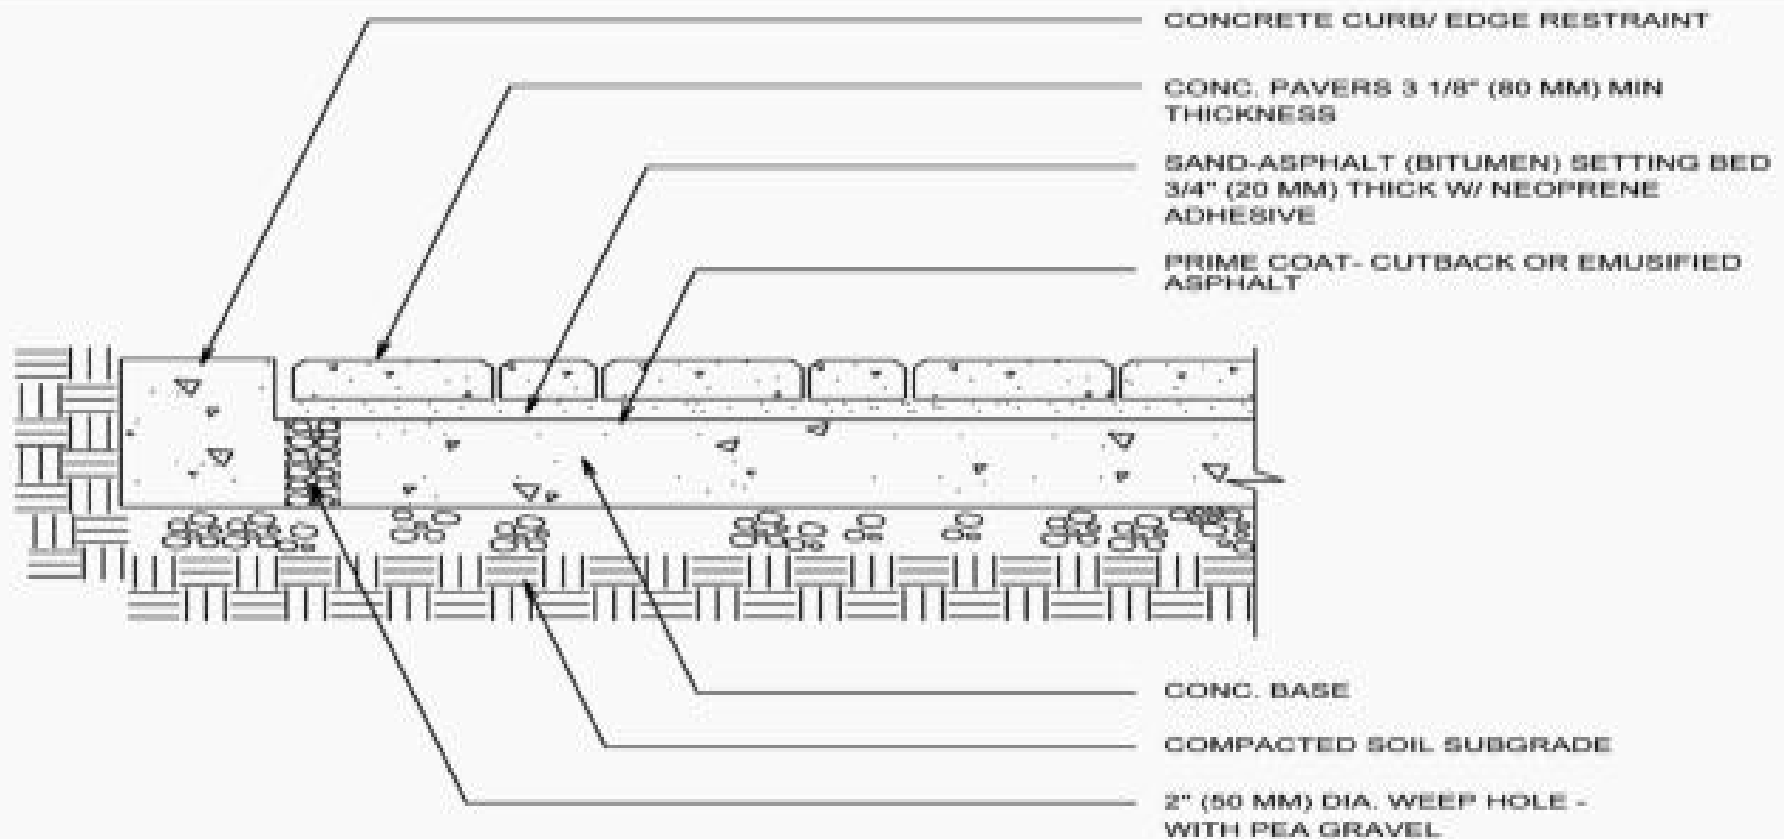 CONCRETE CURB/ EDGE RESTRAINT
CONC. PAVERS 3 1/8" (80 MM) MIN
THICKNESS
SAND-ASPHALT (BITUMEN) SETTING BED
3/4" (20 MM) THICK W/ NEOPRENE
ADHESIVE
PRIME COAT- CUTBACK OR EMUSIFIED
ASPHALT
CONC. BASE
COMPACTED SOIL SUBGRADE
2" (50 MM) DIA. WEEP HOLE -
WITH PEA GRAVEL